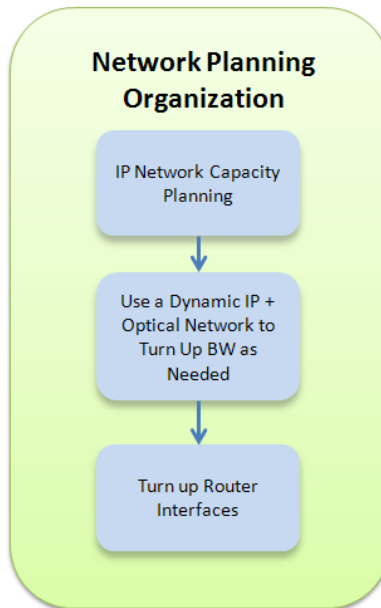 Network Planning
Organization
IP Network Capacity
Planning
Use a Dynamic IP +
Optical Network to
Turn Up BW as
Needed
Turn up Router
Interfaces